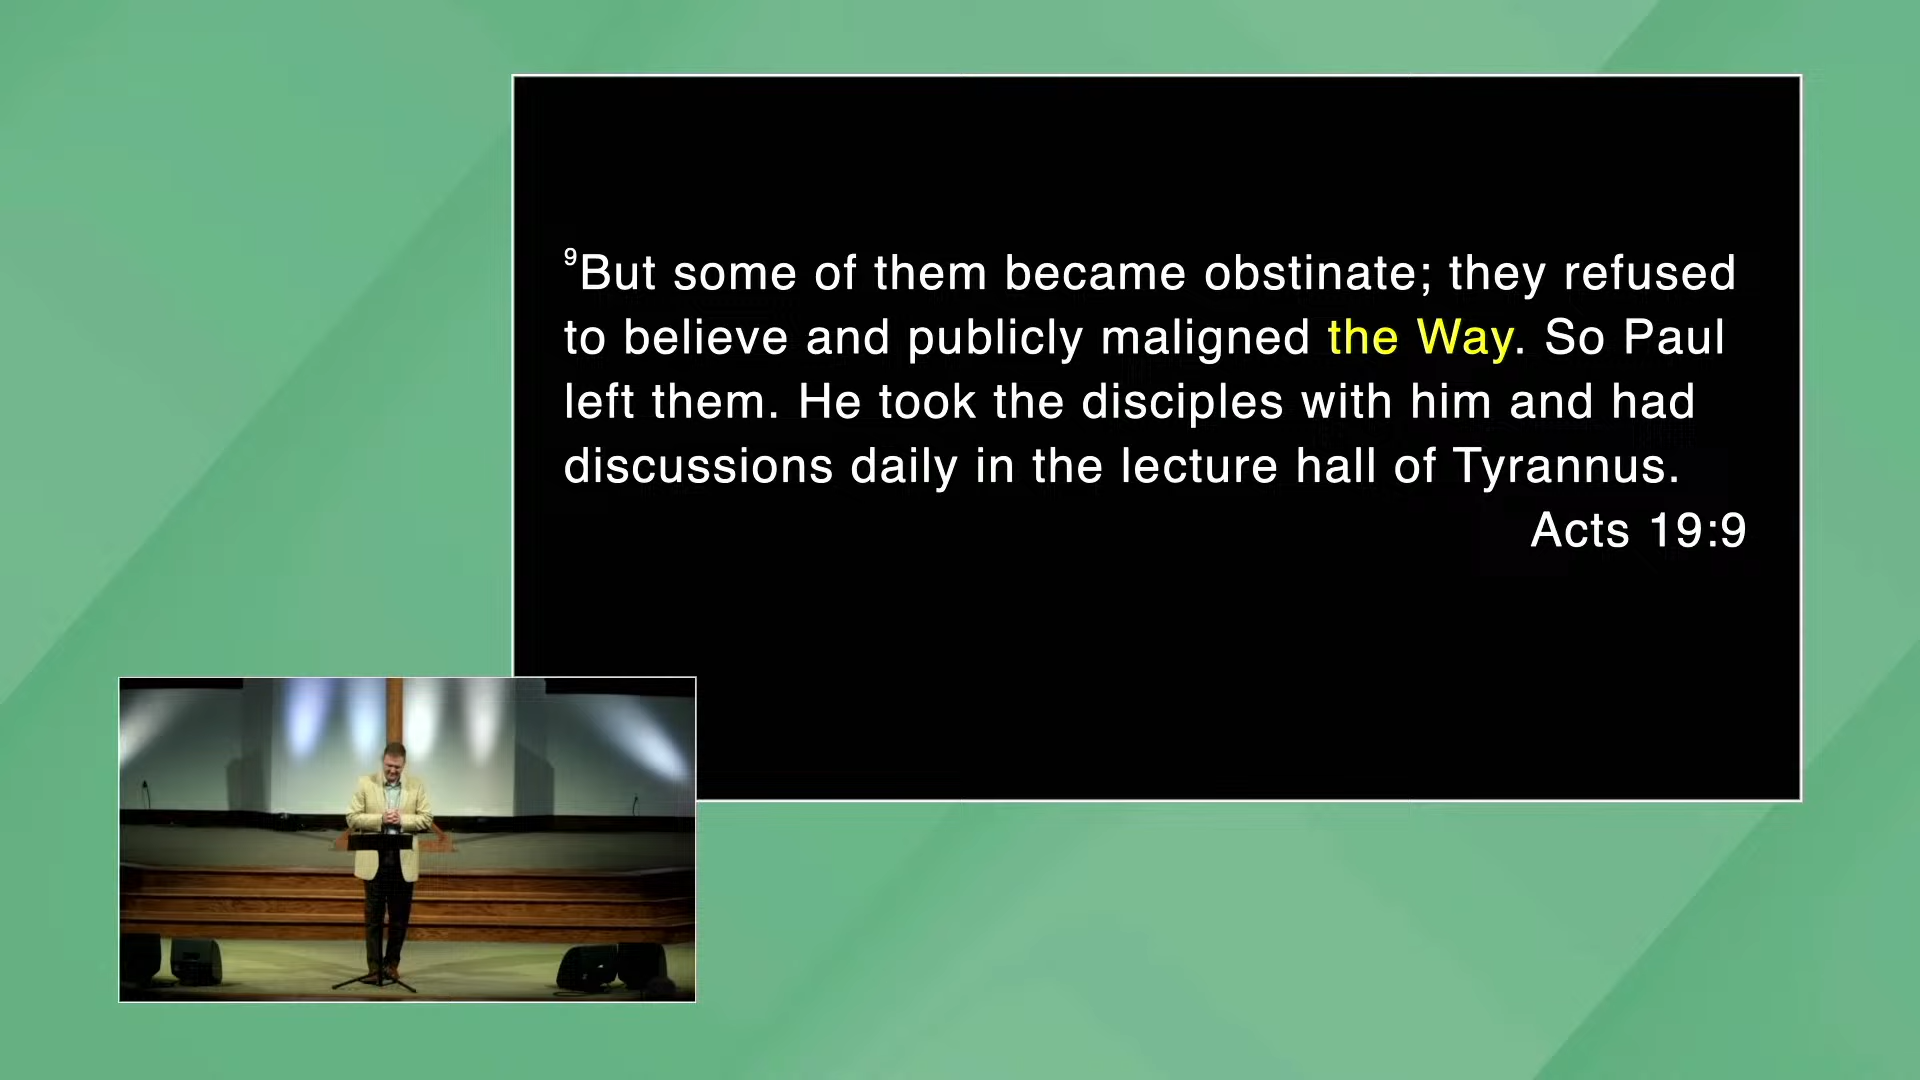 ⁹But some of them became obstinate; they refused
to believe and publicly maligned the Way. So Paul
left them. He took the disciples with him and had
discussions daily in the lecture hall of Tyrannus.
Acts 19:9